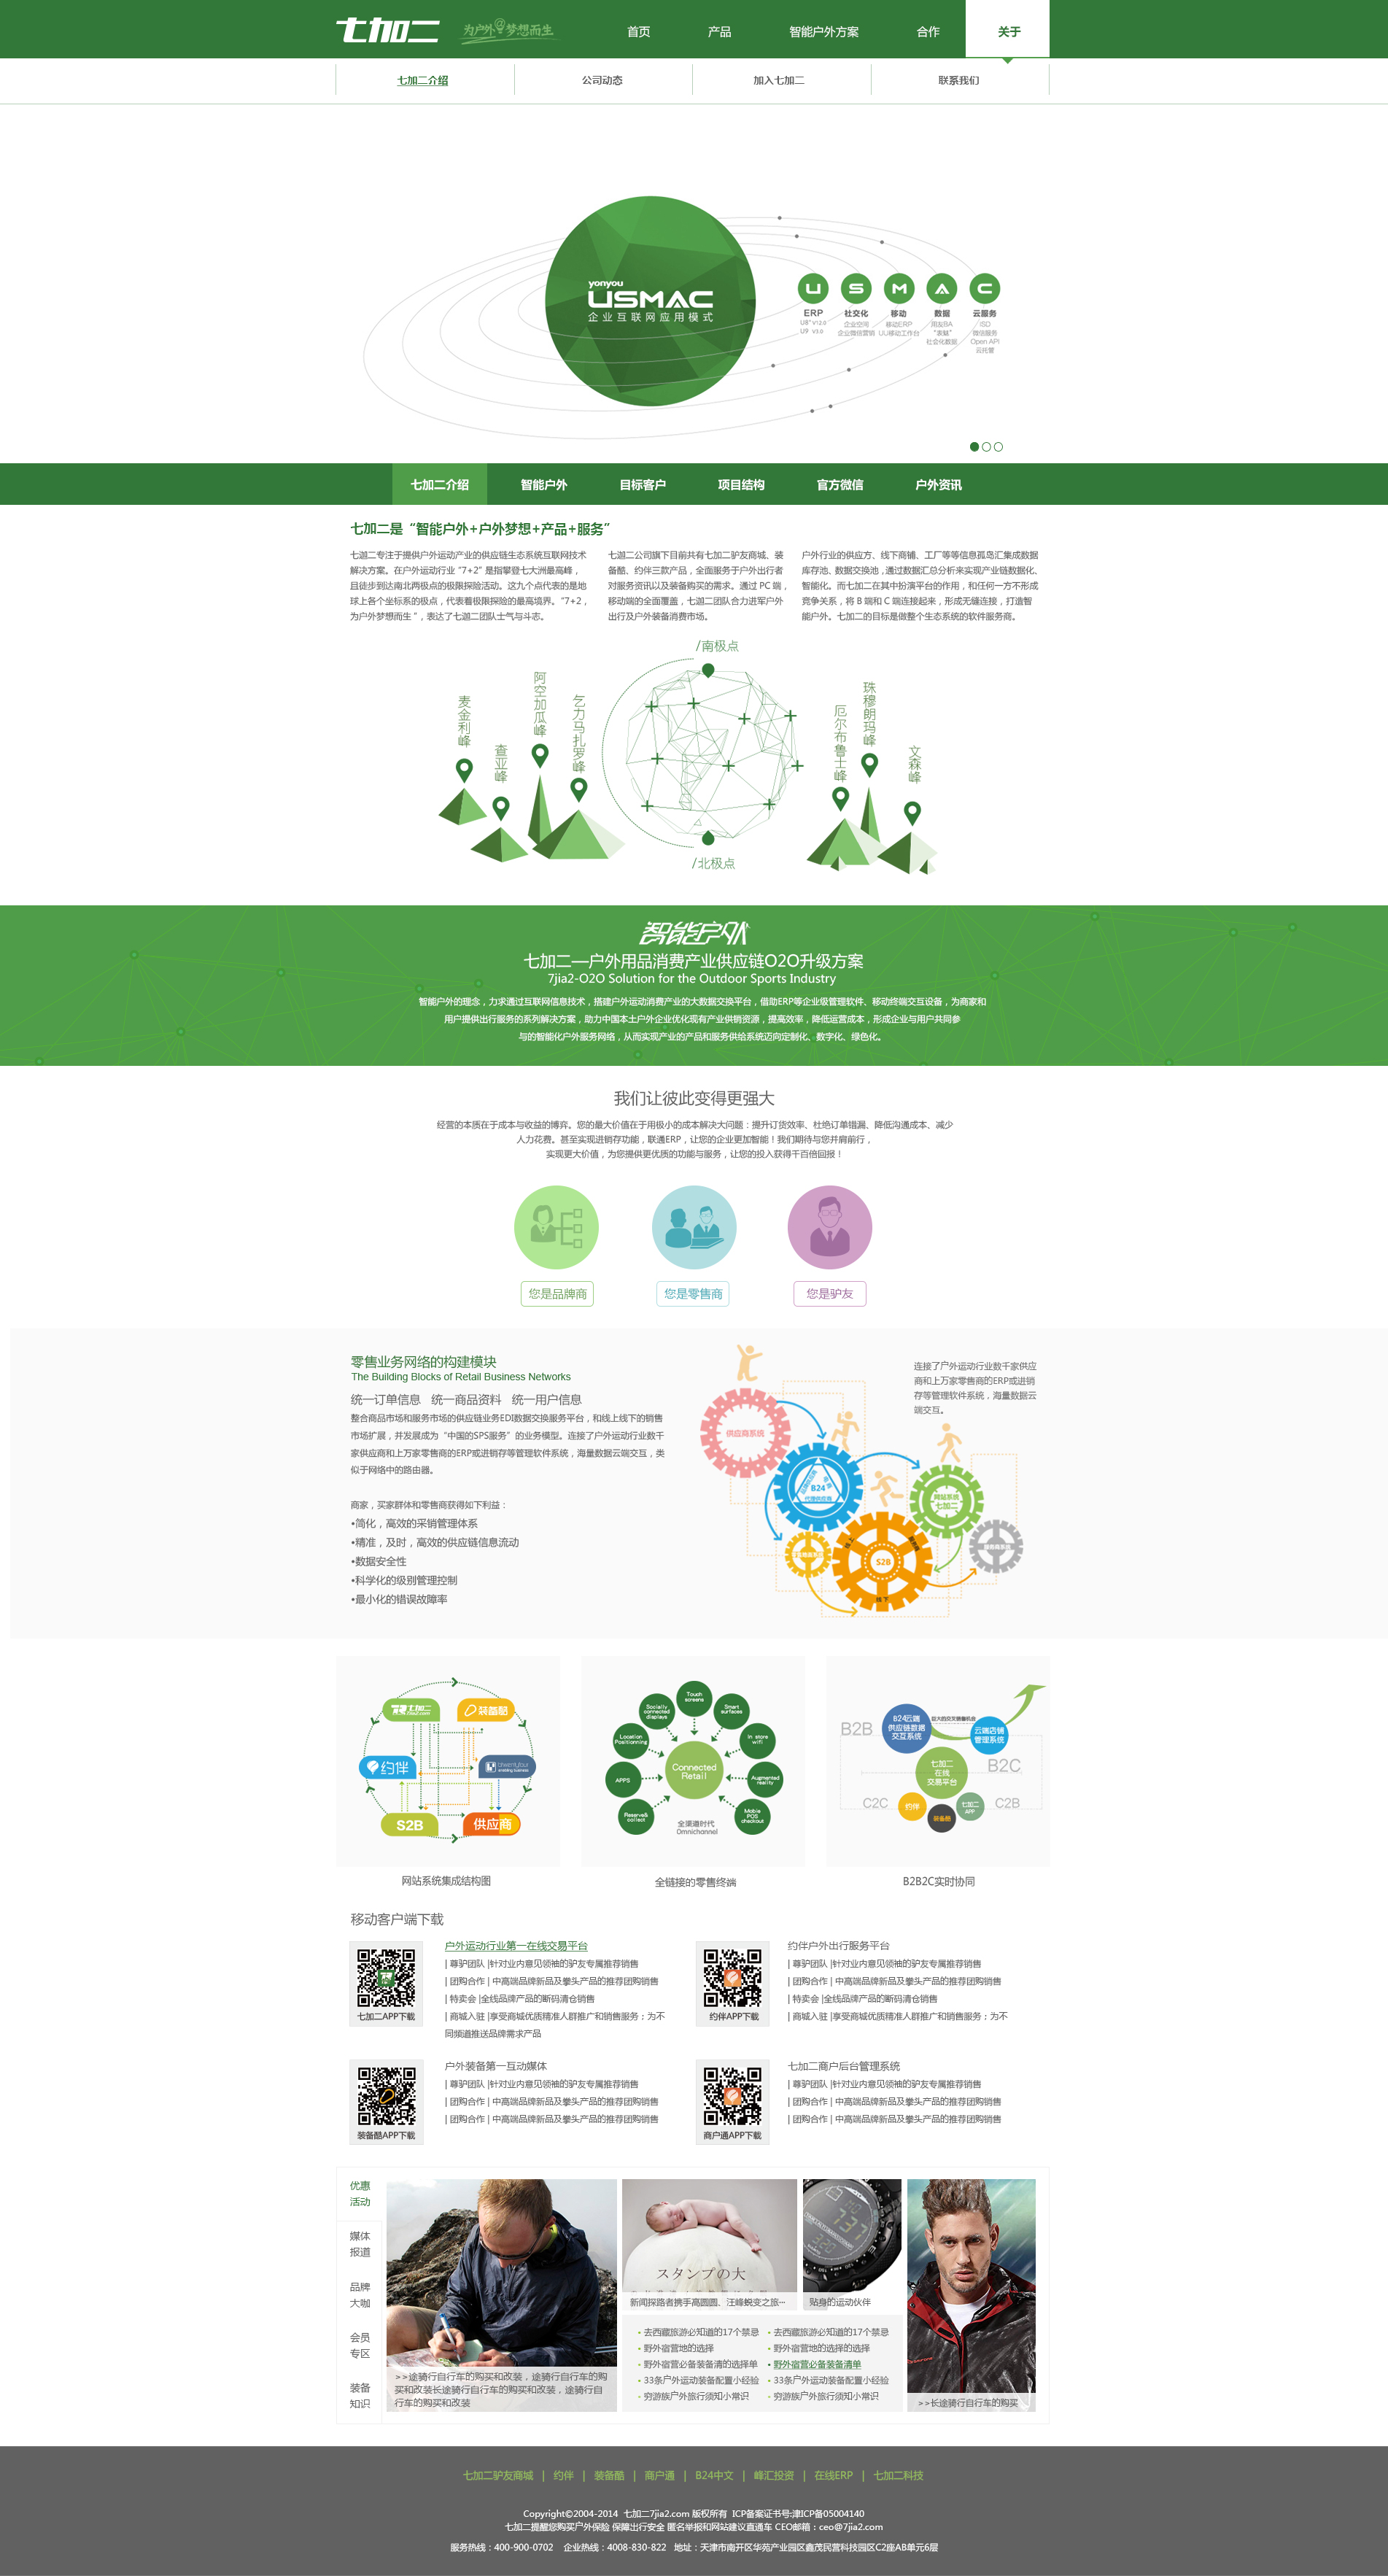 七加二
为户外梦想而生
首页
产品
智能户外方案
合作
关于
七加二介绍
公司动态
加入七加二
联系我们
yonyou
USMAC
企业互联网应用模式
U S M A C
ERP
U8+ V12.0
U9 V3.0
社交化
企业空间
企业微信营销
移动
移动ERP
UU移动工作台
数据
用友BA
"表魅"
社会化数据
云服务
ISD
微信服务
Open API
云托管
七加二介绍
智能户外
目标客户
项目结构
官方微信
户外资讯
七加二是“智能户外+户外梦想+产品+服务”
七迦二专注于提供户外运动产业的供应链生态系统互联网技术
解决方案。在户外运动行业 “7+2” 是指攀登七大洲最高峰，
且徒步到达南北两极点的极限探险活动。这九个点代表的是地
球上各个坐标系的极点，代表着极限探险的最高境界。“7+2，
为户外梦想而生 ”，表达了七迦二团队士气与斗志。
七迦二公司旗下目前共有七加二驴友商城、装
备酷、约伴三款产品，全面服务于户外出行者
对服务资讯以及装备购买的需求。通过 PC 端，
移动端的全面覆盖，七迦二团队合力进军户外
出行及户外装备消费市场。
户外行业的供应方、线下商铺、工厂等等信息孤岛汇集成数据
库存池、数据交换池，通过数据汇总分析来实现产业链数据化、
智能化。而七加二在其中扮演平台的作用，和任何一方不形成
竞争关系，将 B 端和 C 端连接起来，形成无缝连接，打造智
能户外。七加二的目标是做整个生态系统的软件服务商。
/南极点
麦金利峰
查亚峰
阿空加瓜峰
乞力马扎罗峰
厄尔布鲁士峰
珠穆朗玛峰
文森峰
/北极点
智能户外
七加二—户外用品消费产业供应链O2O升级方案
7jia2-O2O Solution for the Outdoor Sports Industry
智能户外的理念，力求通过互联网信息技术，搭建户外运动消费产业的大数据交换平台，借助ERP等企业级管理软件、移动终端交互设备，为商家和
用户提供出行服务的系列解决方案，助力中国本土户外企业优化现有产业供销资源，提高效率，降低运营成本，形成企业与用户共同参
与的智能化户外服务网络，从而实现产业的产品和服务供给系统迈向定制化、数字化、绿色化。
我们让彼此变得更强大
经营的本质在于成本与收益的博弈。您的最大价值在于用极小的成本解决大问题：提升订货效率、杜绝订单错漏、降低沟通成本、减少
人力花费。甚至实现进销存功能，联通ERP，让您的企业更加智能！我们期待与您并肩前行，
实现更大价值，为您提供更优质的功能与服务，让您的投入获得千百倍回报！
您是品牌商
您是零售商
您是驴友
零售业务网络的构建模块
The Building Blocks of Retail Business Networks
统一订单信息 统一商品资料 统一用户信息
整合商品市场和服务市场的供应链业务EDI数据交换服务平台，和线上线下的销售
市场扩展，并发展成为“中国的SPS服务”的业务模型。连接了户外运动行业数千
家供应商和上万家零售商的ERP或进销存等管理软件系统，海量数据云端交互，类
似于网络中的路由器。
商家，买家群体和零售商获得如下利益：
•简化，高效的采销管理体系
•精准，及时，高效的供应链信息流动
•数据安全性
•科学化的级别管理控制
•最小化的错误故障率
连接了户外运动行业数千家供应
商和上万家零售商的ERP或进销
存等管理软件系统，海量数据云
端交互。
供应商系统
B24
网站系统
七加二
S2B
线上
线下
七加二
www.7jia2.com
装备酷
约伴
btwentyfour
S2B
供应商
网站系统集成结构图
Touch screens
Socially connected displays
Smart surfaces
Location Positionning
In store wifi
APPS
Connected Retail
Augmented reality
Reserve& collect
Mobile POS checkout
全渠道时代
Omnichannel
全链接的零售终端
B2B
B24云端
供应链数据
交互系统
巨大的交叉销售机会
云端店铺
管理系统
七加二
在线
交易平台
B2C
C2C
约伴
装备酷
七加二
APP
C2B
B2B2C实时协同
移动客户端下载
七加二APP下载
户外运动行业第一在线交易平台
| 尊驴团队 |针对业内意见领袖的驴友专属推荐销售
| 团购合作 | 中高端品牌新品及拳头产品的推荐团购销售
| 特卖会 |全线品牌产品的断码清仓销售
| 商城入驻 |享受商城优质精准人群推广和销售服务：为不
同频道推送品牌需求产品
约伴APP下载
约伴户外出行服务平台
| 尊驴团队 |针对业内意见领袖的驴友专属推荐销售
| 团购合作 | 中高端品牌新品及拳头产品的推荐团购销售
| 特卖会 |全线品牌产品的断码清仓销售
| 商城入驻 |享受商城优质精准人群推广和销售服务：为不
装备酷APP下载
户外装备第一互动媒体
| 尊驴团队 |针对业内意见领袖的驴友专属推荐销售
| 团购合作 | 中高端品牌新品及拳头产品的推荐团购销售
| 团购合作 | 中高端品牌新品及拳头产品的推荐团购销售
商户通APP下载
七加二商户后台管理系统
| 尊驴团队 |针对业内意见领袖的驴友专属推荐销售
| 团购合作 | 中高端品牌新品及拳头产品的推荐团购销售
| 团购合作 | 中高端品牌新品及拳头产品的推荐团购销售
优惠
活动
媒体
报道
品牌
大咖
会员
专区
装备
知识
>>途骑行自行车的购买和改装，途骑行自行车的购
买和改装长途骑行自行车的购买和改装，途骑行自
行车的购买和改装
スタンプの大
新闻探路者携手高圆圆、汪峰蜕变之旅···
贴身的运动伙伴
• 去西藏旅游必知道的17个禁忌
• 野外宿营地的选择
• 野外宿营必备装备清的选择单
• 33条户外运动装备配置小经验
• 穷游族户外旅行须知小常识
• 去西藏旅游必知道的17个禁忌
• 野外宿营地的选择的选择
• 野外宿营必备装备清单
• 33条户外运动装备配置小经验
• 穷游族户外旅行须知小常识
>>长途骑行自行车的购买
七加二驴友商城 | 约伴 | 装备酷 | 商户通 | B24中文 | 峰汇投资 | 在线ERP | 七加二科技
Copyright©2004-2014 七加二7jia2.com 版权所有 ICP备案证书号:津ICP备05004140
七加二提醒您购买户外保险 保障出行安全 匿名举报和网站建议直通车 CEO邮箱：ceo@7jia2.com
服务热线：400-900-0702 企业热线：4008-830-822 地址：天津市南开区华苑产业园区鑫茂民营科技园区C2座AB单元6层